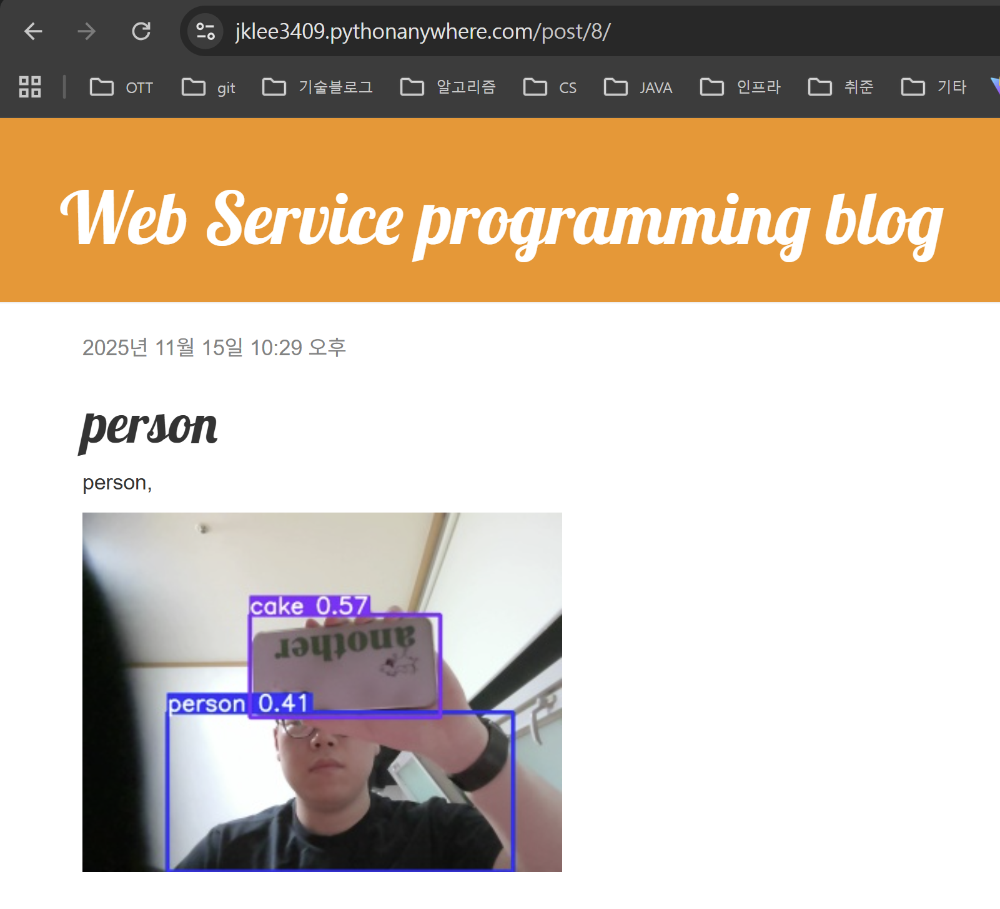 jklee3409.pythonanywhere.com/post/8/
OTT git 기술블로그 알고리즘 CS JAVA 인프라 취준 기타
Web Service programming blog
2025년 11월 15일 10:29 오후
person
person,
cake 0.57
another
person 0.41